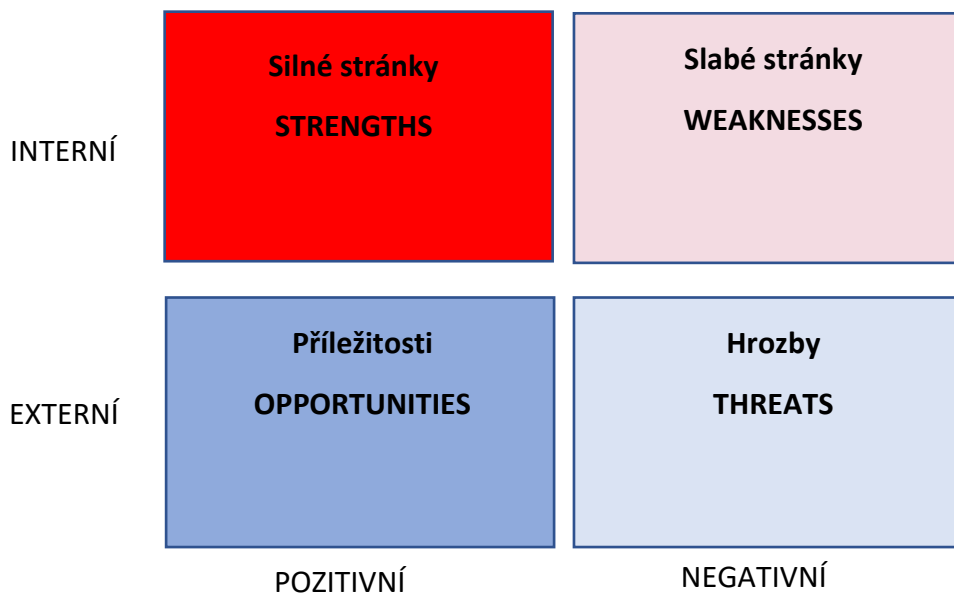 Silné stránky
STRENGTHS
Slabé stránky
WEAKNESSES
INTERNÍ
Příležitosti
OPPORTUNITIES
Hrozby
THREATS
EXTERNÍ
POZITIVNÍ
NEGATIVNÍ